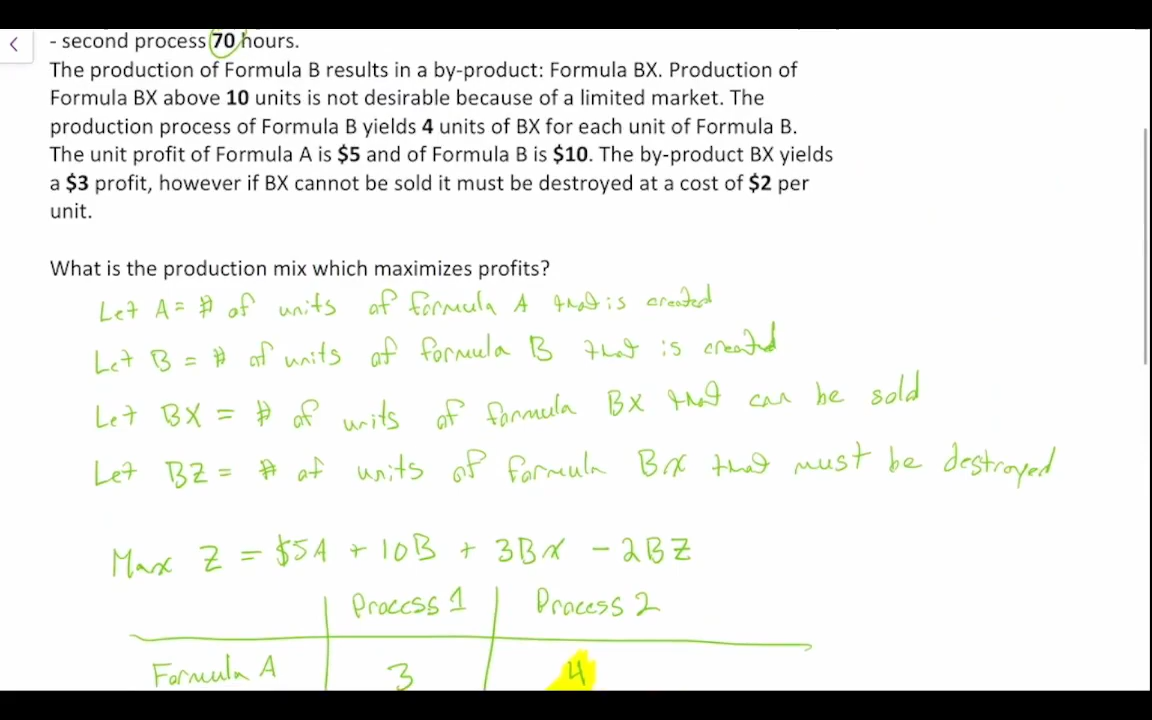 - second process 70 hours.
The production of Formula B results in a by-product: Formula BX. Production of
Formula BX above 10 units is not desirable because of a limited market. The
production process of Formula B yields 4 units of BX for each unit of Formula B.
The unit profit of Formula A is $5 and of Formula B is $10. The by-product BX yields
a $3 profit, however if BX cannot be sold it must be destroyed at a cost of $2 per
unit.
What is the production mix which maximizes profits?
Let A = # of units of formula A that is created
Let B = # of units of formula B that is created
Let BX = # of units of formula BX that can be sold
Let BZ = # of units of formula BX that must be destroyed
Max Z = $5A + 10B + 3BX - 2BZ
Process 1 Process 2
Formula A 3 4